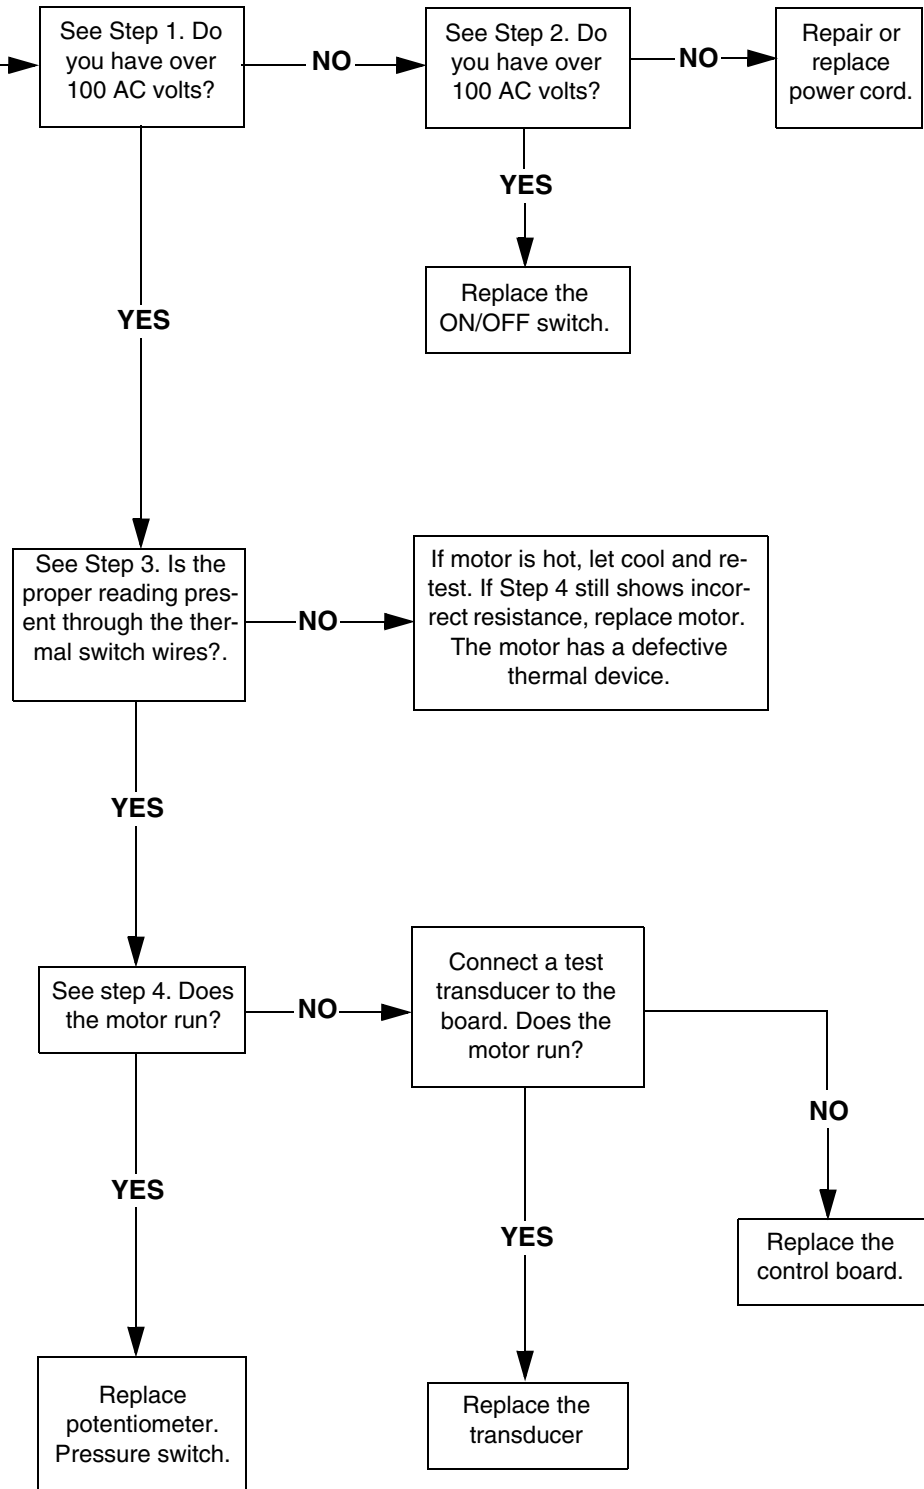 See Step 1. Do
you have over
100 AC volts?
NO
See Step 2. Do
you have over
100 AC volts?
NO
Repair or
replace
power cord.
YES
Replace the
ON/OFF switch.
YES
See Step 3. Is the
proper reading pres-
ent through the ther-
mal switch wires?.
NO
If motor is hot, let cool and re-
test. If Step 4 still shows incor-
rect resistance, replace motor.
The motor has a defective
thermal device.
YES
See step 4. Does
the motor run?
NO
Connect a test
transducer to the
board. Does the
motor run?
NO
Replace the
control board.
YES
Replace the
transducer
YES
Replace
potentiometer.
Pressure switch.